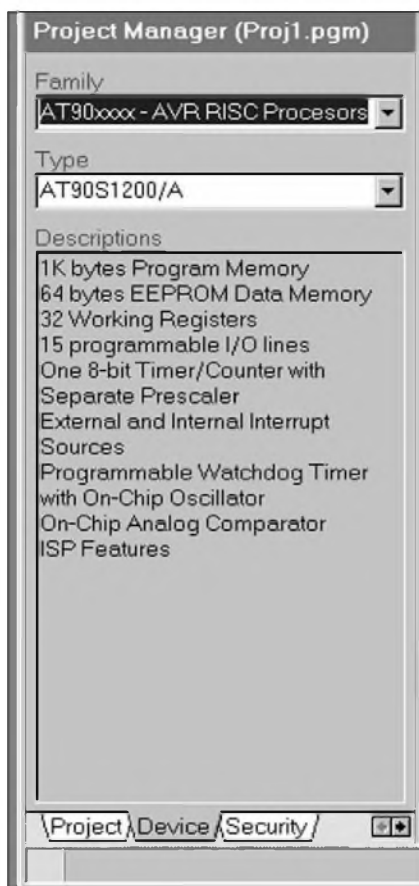 Project Manager (Proj1.pgm)
Family
AT90xxxx - AVR RISC Procesors
Type
AT90S1200/A
Descriptions
1K bytes Program Memory
64 bytes EEPROM Data Memory
32 Working Registers
15 programmable I/O lines
One 8-bit Timer/Counter with
Separate Prescaler
External and Internal Interrupt
Sources
Programmable Watchdog Timer
with On-Chip Oscillator
On-Chip Analog Comparator
ISP Features
Project Device Security